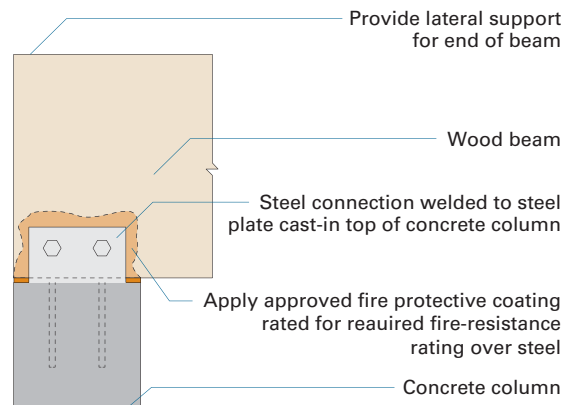 Provide lateral support
for end of beam
Wood beam
Steel connection welded to steel
plate cast-in top of concrete column
Apply approved fire protective coating
rated for reauired fire-resistance
rating over steel
Concrete column